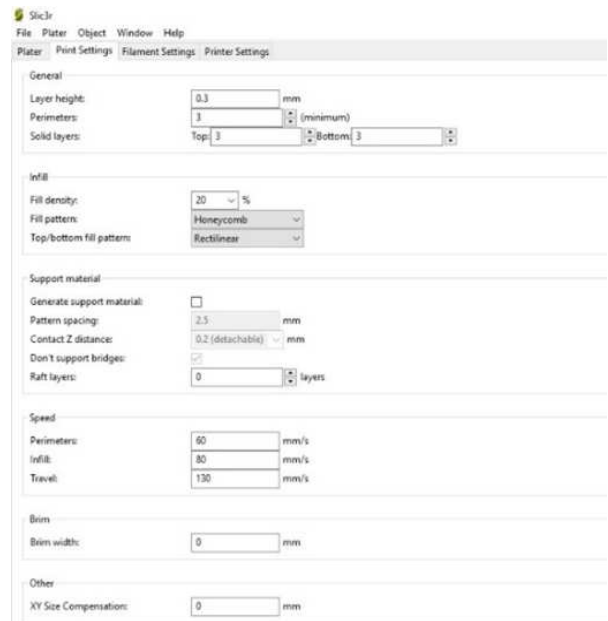 Slic3r
File Plater Object Window Help
Plater Print Settings Filament Settings Printer Settings
General
Layer height: 0.3 mm
Perimeters: 3 (minimum)
Solid layers: Top: 3 Bottom: 3
Infill
Fill density: 20 %
Fill pattern: Honeycomb
Top/bottom fill pattern: Rectilinear
Support material
Generate support material:
Pattern spacing: 2.5 mm
Contact Z distance: 0.2 (detachable) mm
Don't support bridges:
Raft layers: 0 layers
Speed
Perimeters: 60 mm/s
Infill: 80 mm/s
Travel: 130 mm/s
Brim
Brim width: 0 mm
Other
XY Size Compensation: 0 mm